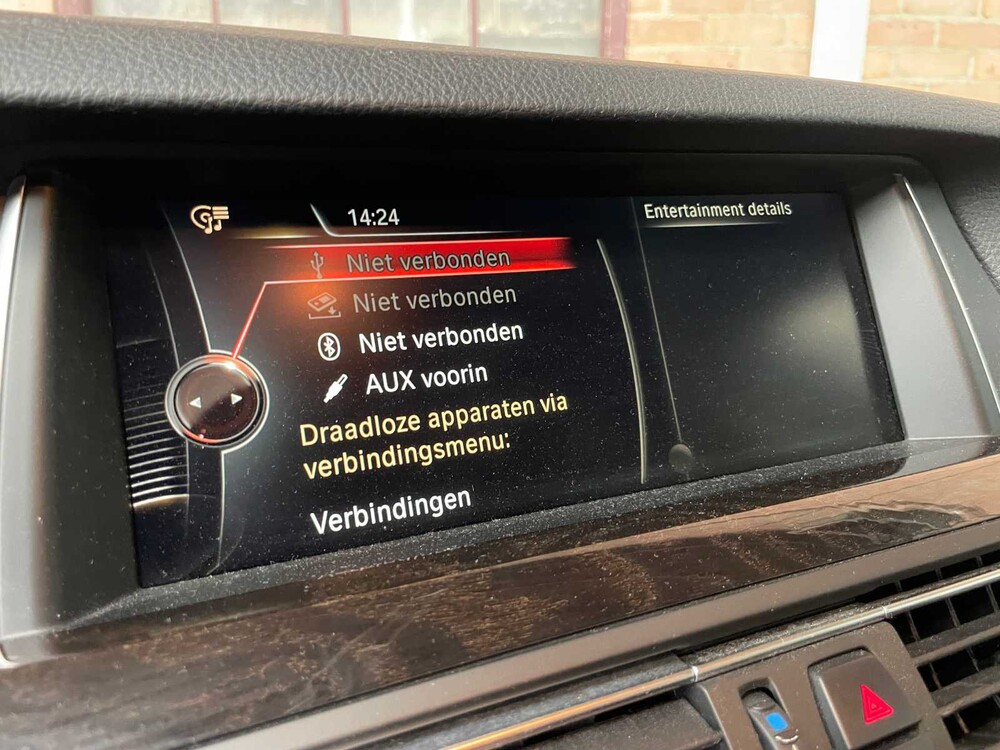 14:24
Entertainment details
Niet verbonden
Niet verbonden
Niet verbonden
AUX voorin
Draadloze apparaten via
verbindingsmenu:
Verbindingen